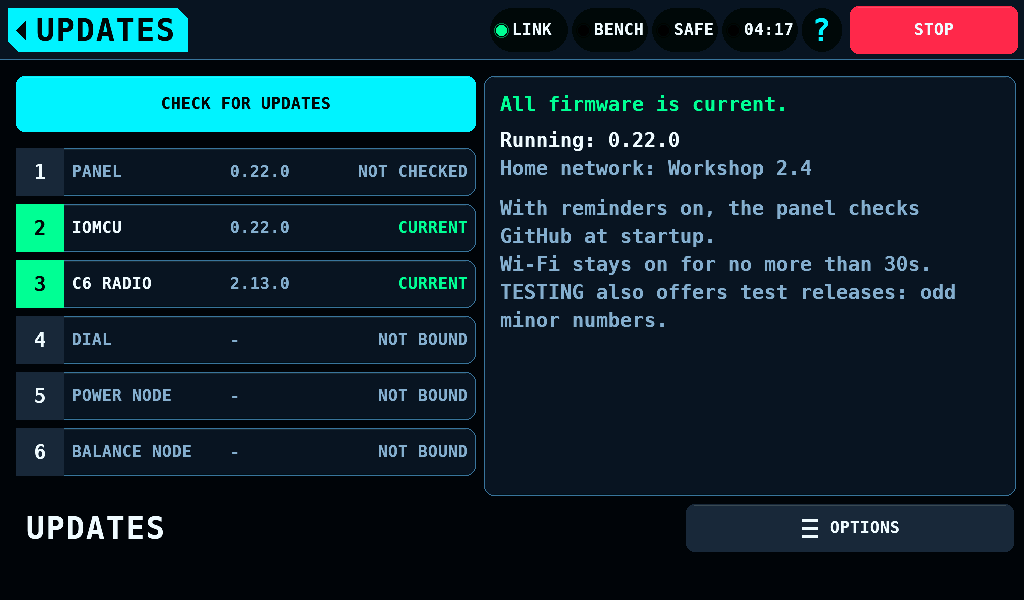 UPDATES
LINK
BENCH
SAFE
04:17
?
STOP
CHECK FOR UPDATES
1 PANEL 0.22.0 NOT CHECKED
2 IOMCU 0.22.0 CURRENT
3 C6 RADIO 2.13.0 CURRENT
4 DIAL - NOT BOUND
5 POWER NODE - NOT BOUND
6 BALANCE NODE - NOT BOUND
All firmware is current.
Running: 0.22.0
Home network: Workshop 2.4
With reminders on, the panel checks
GitHub at startup.
Wi-Fi stays on for no more than 30s.
TESTING also offers test releases: odd
minor numbers.
UPDATES
OPTIONS